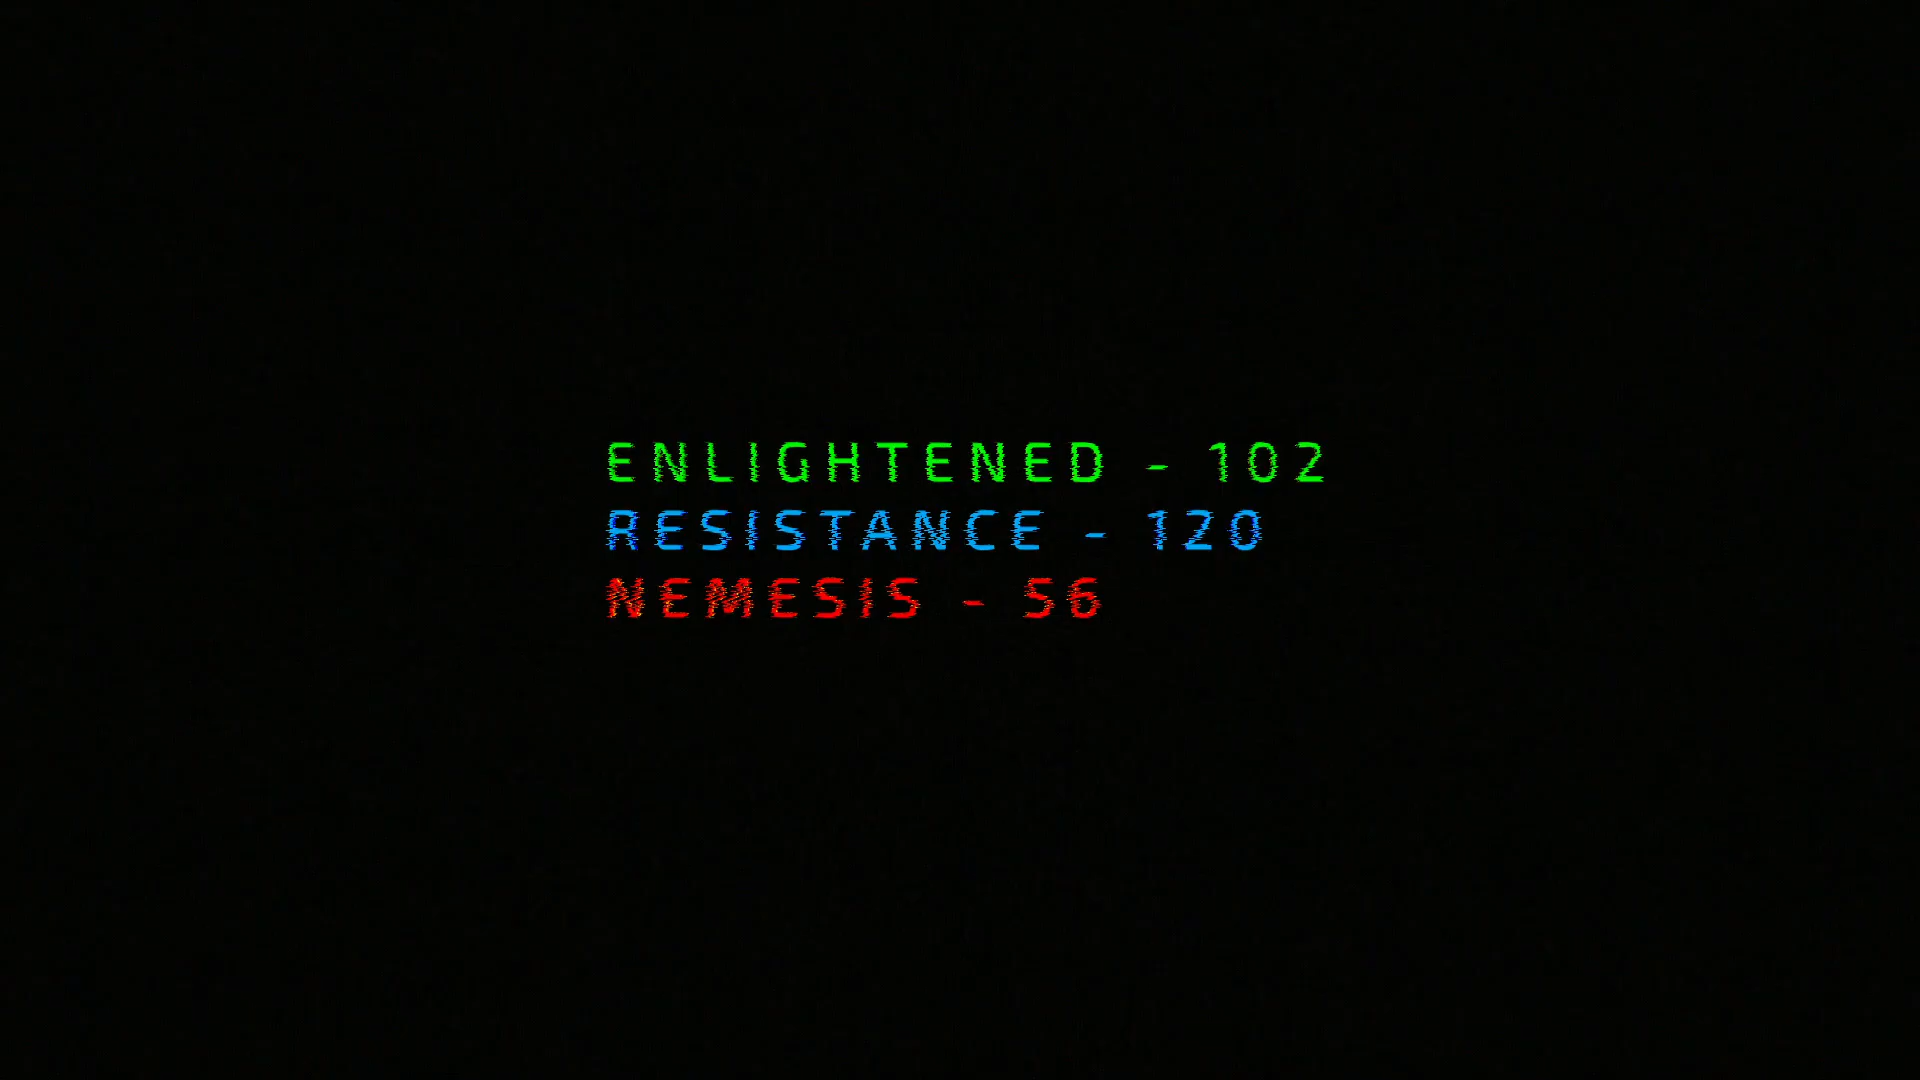 ENLIGHTENED - 102
RESISTANCE - 120
NEMESIS - 56